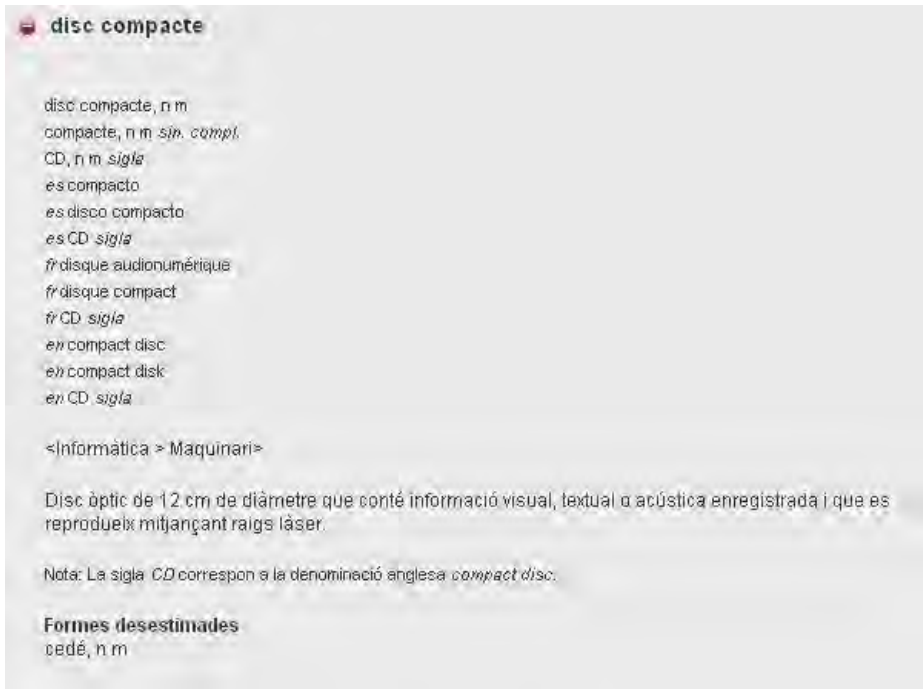 disc compacte
disc compacte, n m
compacte, n m sin. compl.
CD, n m sigla
es compacto
es disco compacto
es CD sigla
fr disque audionumérique
fr disque compact
fr CD sigla
en compact disc
en compact disk
en CD sigla
<Informàtica > Maquinari>
Disc òptic de 12 cm de diàmetre que conté informació visual, textual o acústica enregistrada i que es
reprodueix mitjançant raigs làser.
Nota: La sigla CD correspon a la denominació anglesa compact disc.
Formes desestimades
cedé, n m